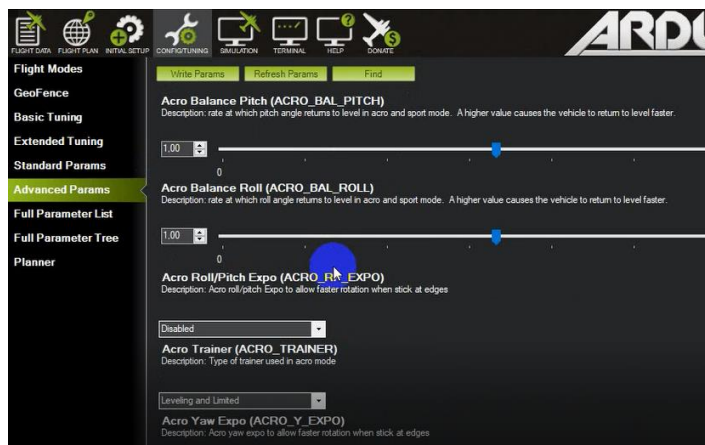 ARDU
FLIGHT DATA FLIGHT PLAN INITIAL SETUP CONFIG/TUNING SIMULATION TERMINAL HELP DONATE
Flight Modes
GeoFence
Basic Tuning
Extended Tuning
Standard Params
Advanced Params
Full Parameter List
Full Parameter Tree
Planner
Write Params Refresh Params Find
Acro Balance Pitch (ACRO_BAL_PITCH)
Description: rate at which pitch angle returns to level in acro and sport mode. A higher value causes the vehicle to return to level faster.
1.00
0
Acro Balance Roll (ACRO_BAL_ROLL)
Description: rate at which roll angle returns to level in acro and sport mode. A higher value causes the vehicle to return to level faster.
1.00
0
Acro Roll/Pitch Expo (ACRO_RP_EXPO)
Description: Acro roll/pitch Expo to allow faster rotation when stick at edges
Disabled
Acro Trainer (ACRO_TRAINER)
Description: Type of trainer used in acro mode
Leveling and Limited
Acro Yaw Expo (ACRO_Y_EXPO)
Description: Acro yaw expo to allow faster rotation when stick at edges